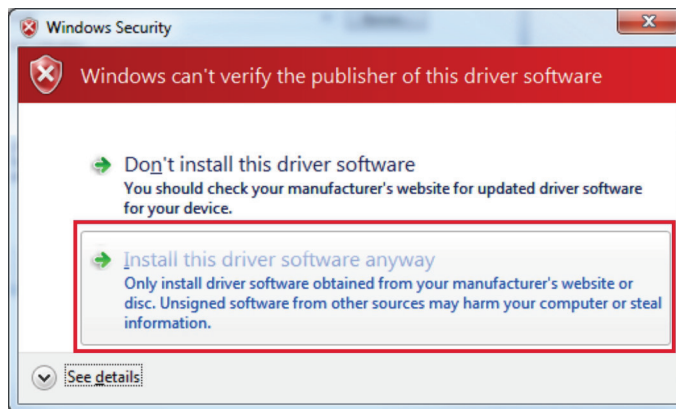 Windows Security
Windows can't verify the publisher of this driver software
Don't install this driver software
You should check your manufacturer's website for updated driver software
for your device.
Install this driver software anyway
Only install driver software obtained from your manufacturer's website or
disc. Unsigned software from other sources may harm your computer or steal
information.
See details